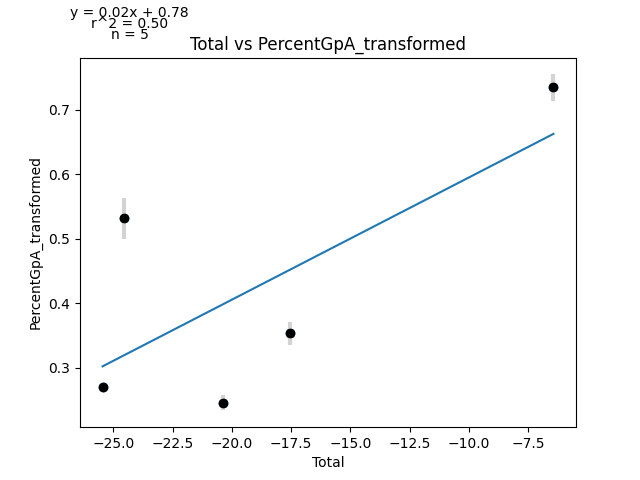 y = 0.02x + 0.78
r^2 = 0.50
n = 5
Total vs PercentGpA_transformed
PercentGpA_transformed
0.7
0.6
0.5
0.4
0.3
−25.0 −22.5 −20.0 −17.5 −15.0 −12.5 −10.0 −7.5
Total